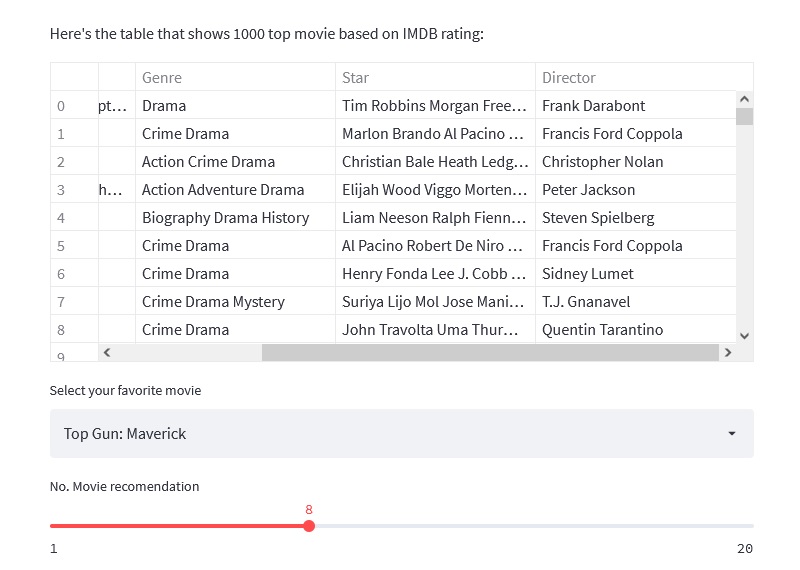 Here's the table that shows 1000 top movie based on IMDB rating:
Genre Star Director
0 pt... Drama Tim Robbins Morgan Free... Frank Darabont
1 Crime Drama Marlon Brando Al Pacino ... Francis Ford Coppola
2 Action Crime Drama Christian Bale Heath Ledg... Christopher Nolan
3 h... Action Adventure Drama Elijah Wood Viggo Morten... Peter Jackson
4 Biography Drama History Liam Neeson Ralph Fienn... Steven Spielberg
5 Crime Drama Al Pacino Robert De Niro ... Francis Ford Coppola
6 Crime Drama Henry Fonda Lee J. Cobb ... Sidney Lumet
7 Crime Drama Mystery Suriya Lijo Mol Jose Mani... T.J. Gnanavel
8 Crime Drama John Travolta Uma Thur... Quentin Tarantino
9
Select your favorite movie
Top Gun: Maverick
No. Movie recomendation
8
1 20